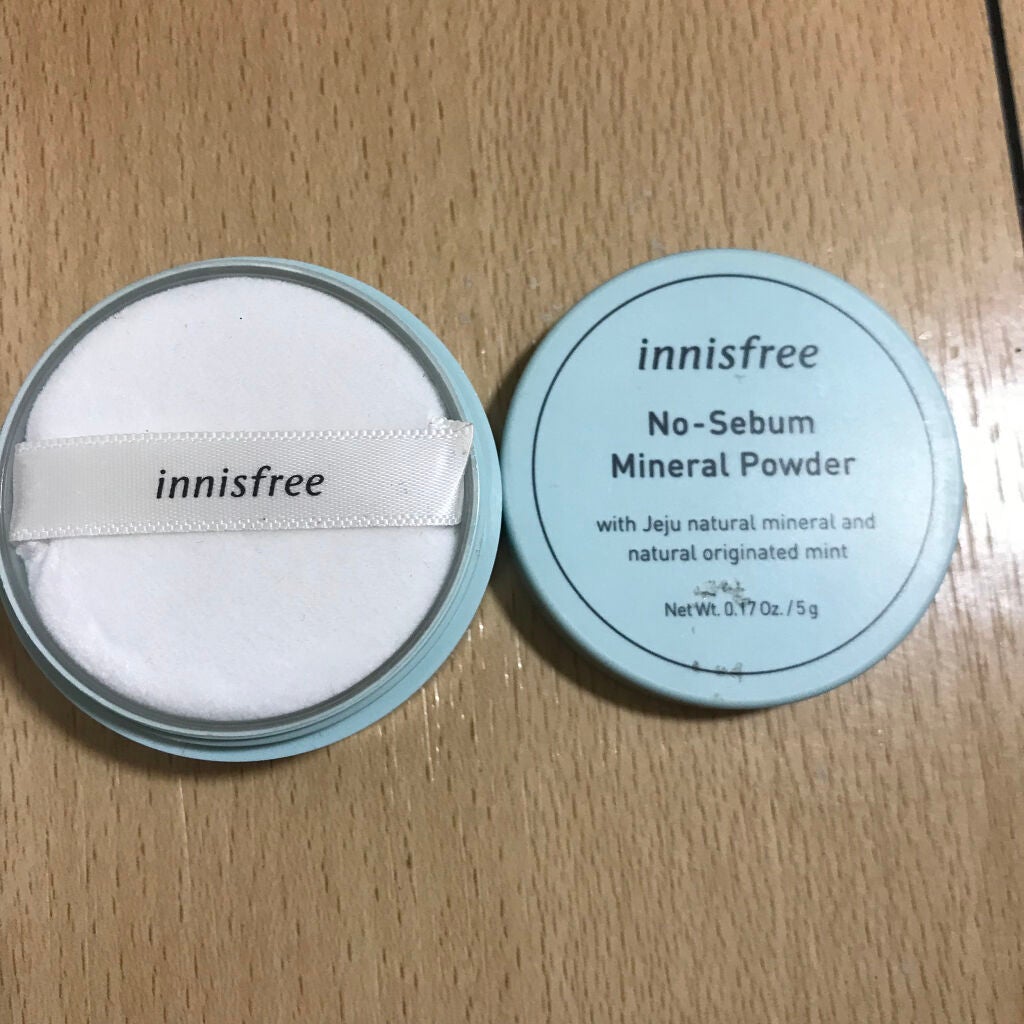 innisfree
innisfree
No-Sebum
Mineral Powder
with Jeju natural mineral and
natural originated mint
Net Wt. 0.17 Oz. / 5 g